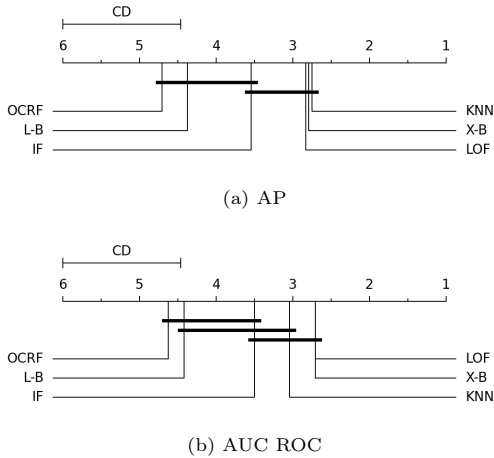 CD
6 5 4 3 2 1
OCRF KNN
L-B X-B
IF LOF
(a) AP
CD
6 5 4 3 2 1
OCRF LOF
L-B X-B
IF KNN
(b) AUC ROC